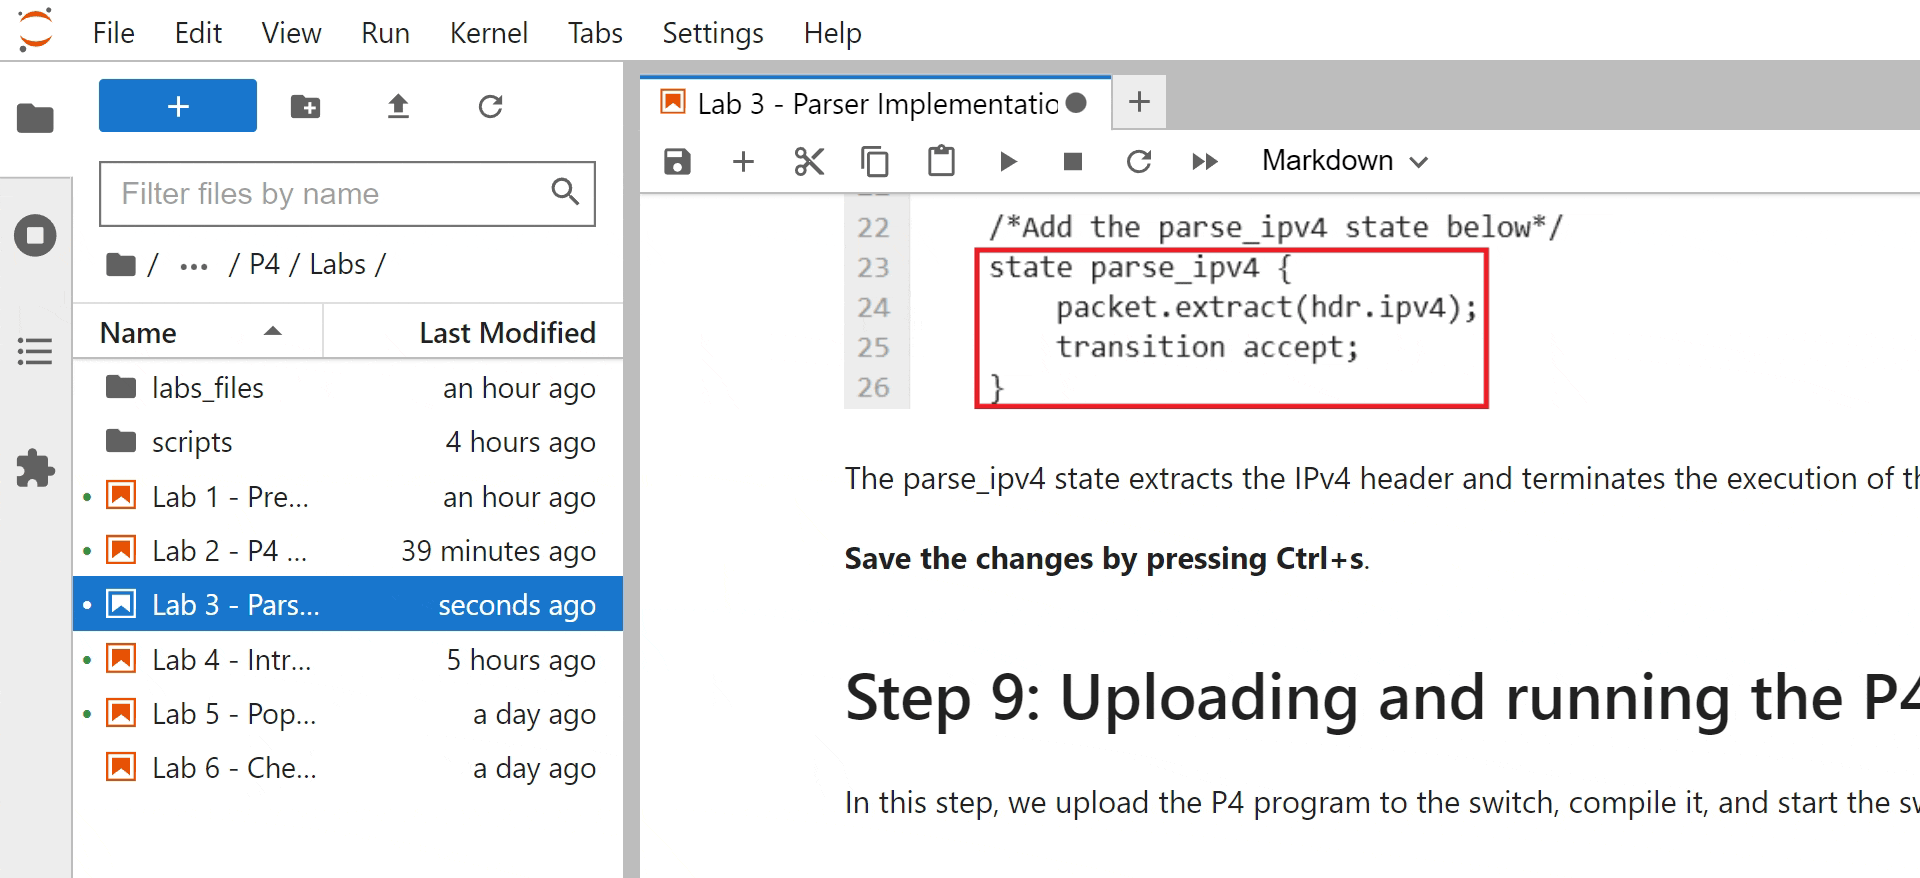 File Edit View Run Kernel Tabs Settings Help
Filter files by name
/ ... / P4 / Labs /
Name Last Modified
labs_files an hour ago
scripts 4 hours ago
Lab 1 - Pre... an hour ago
Lab 2 - P4 ... 39 minutes ago
Lab 3 - Pars... seconds ago
Lab 4 - Intr... 5 hours ago
Lab 5 - Pop... a day ago
Lab 6 - Che... a day ago
Lab 3 - Parser Implementatio
Markdown
22 /*Add the parse_ipv4 state below*/
23 state parse_ipv4 {
24 packet.extract(hdr.ipv4);
25 transition accept;
26 }
The parse_ipv4 state extracts the IPv4 header and terminates the execution of
Save the changes by pressing Ctrl+s.
Step 9: Uploading and running the P4
In this step, we upload the P4 program to the switch, compile it, and start the